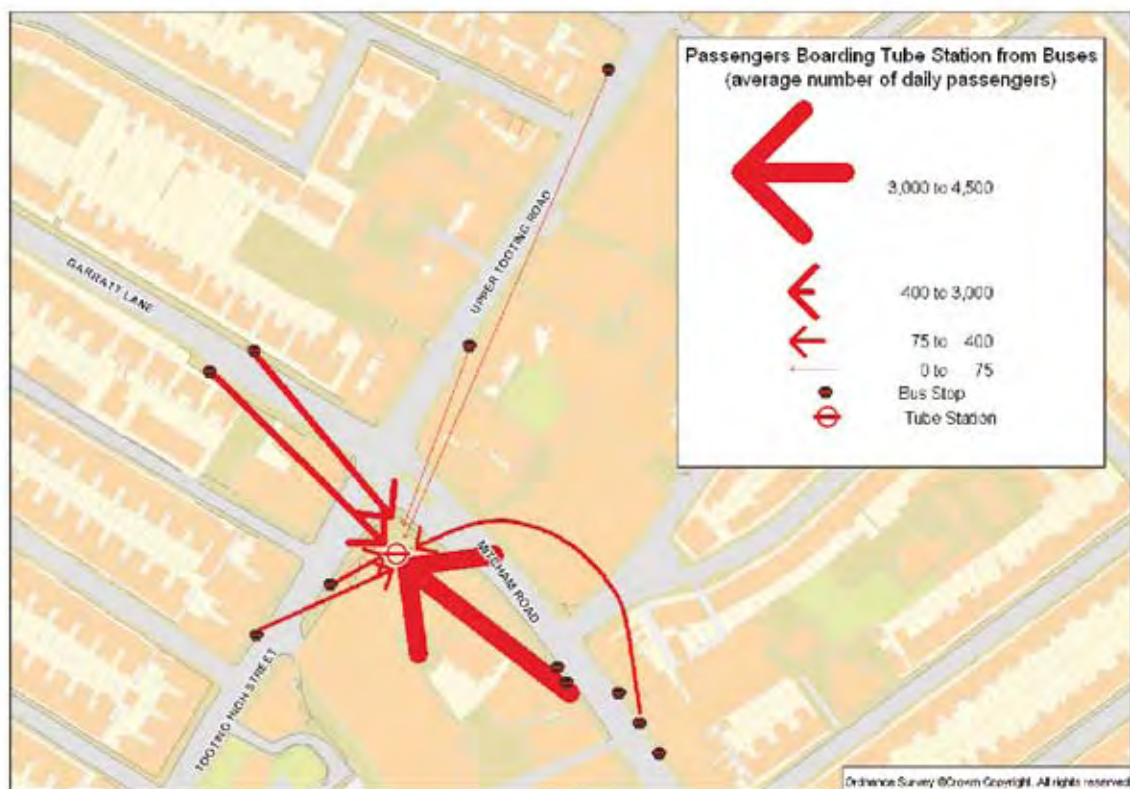 Passengers Boarding Tube Station from Buses
(average number of daily passengers)
3,000 to 4,500
400 to 3,000
75 to 400
0 to 75
Bus Stop
Tube Station
UPPER TOOTING ROAD
GARRATT LANE
MITCHAM ROAD
TOOTING HIGH STREET
Ordnance Survey ©Crown Copyright. All rights reserved